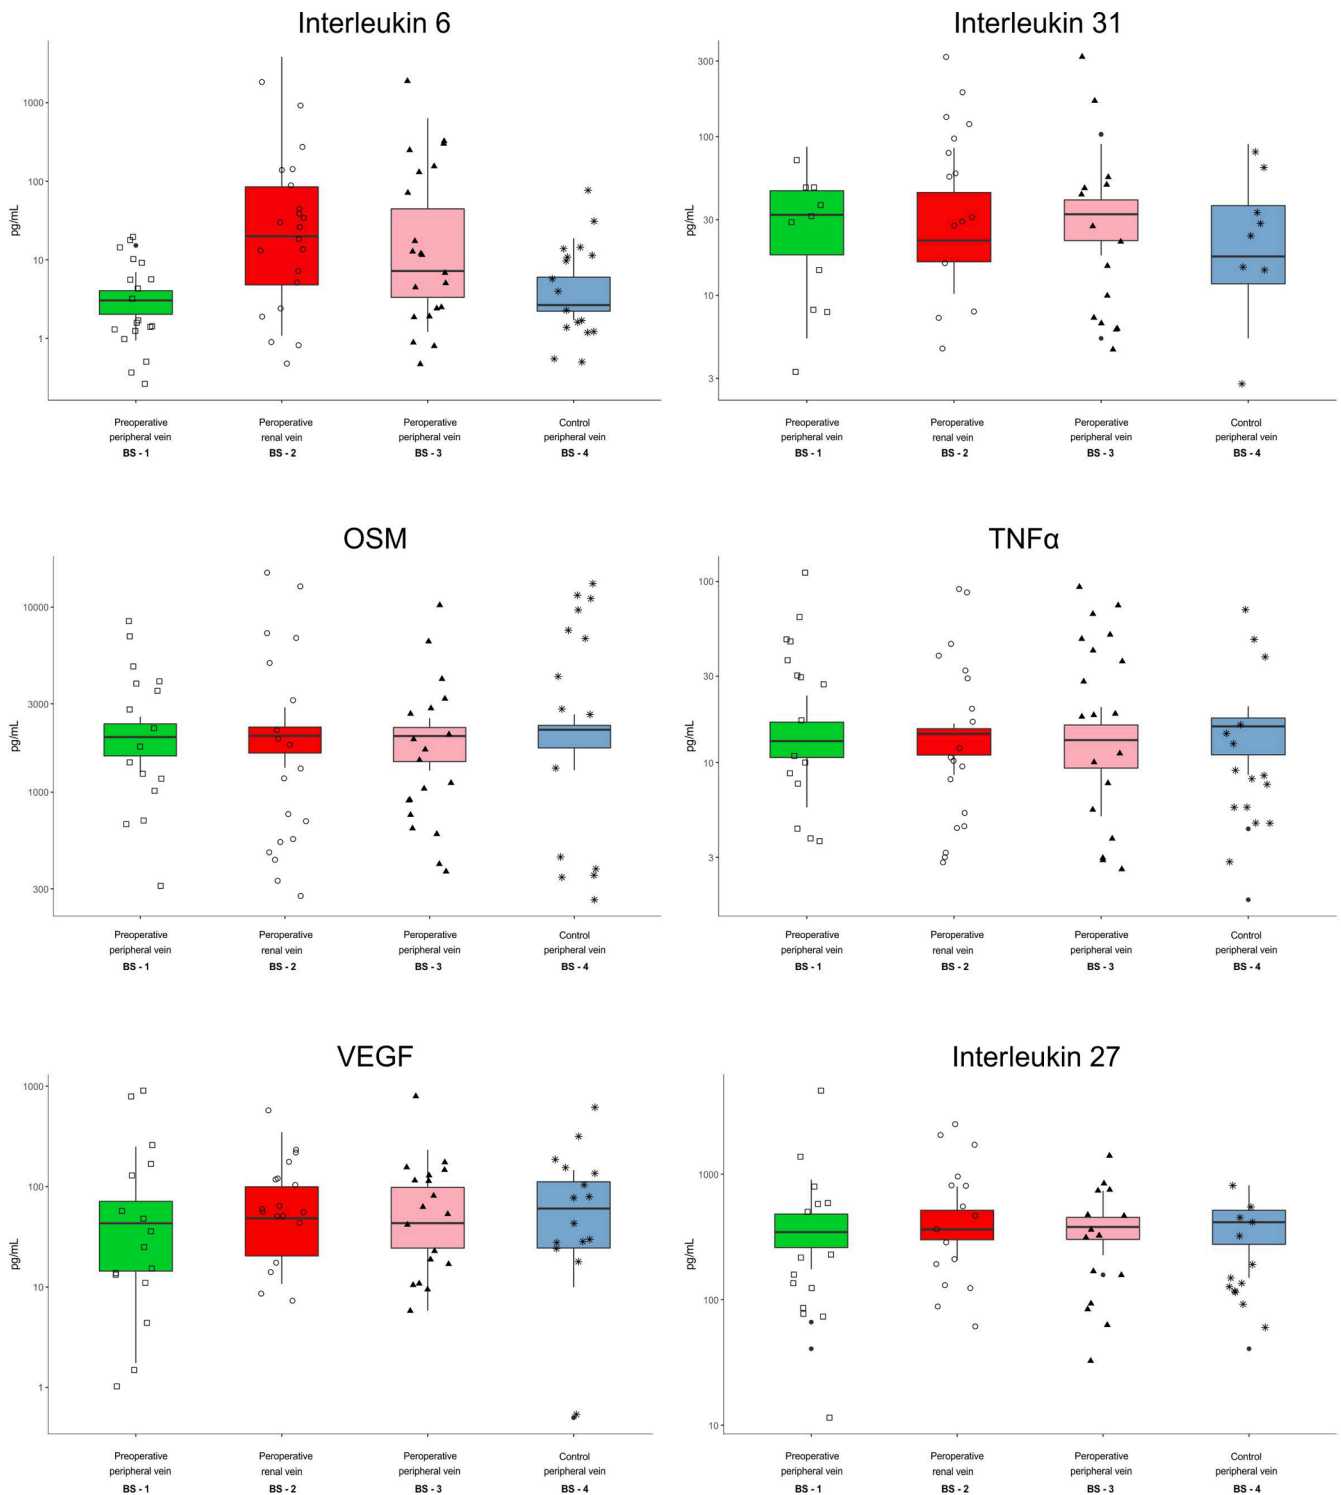 Interleukin 6
pg/mL
1000
100
10
1
Preoperative
peripheral vein
BS - 1
Peroperative
renal vein
BS - 2
Peroperative
peripheral vein
BS - 3
Control
peripheral vein
BS - 4
Interleukin 31
pg/mL
300
100
30
10
3
Preoperative
peripheral vein
BS - 1
Peroperative
renal vein
BS - 2
Peroperative
peripheral vein
BS - 3
Control
peripheral vein
BS - 4
OSM
pg/mL
10000
3000
1000
300
Preoperative
peripheral vein
BS - 1
Peroperative
renal vein
BS - 2
Peroperative
peripheral vein
BS - 3
Control
peripheral vein
BS - 4
TNFα
pg/mL
100
30
10
3
Preoperative
peripheral vein
BS - 1
Peroperative
renal vein
BS - 2
Peroperative
peripheral vein
BS - 3
Control
peripheral vein
BS - 4
VEGF
pg/mL
1000
100
10
1
Preoperative
peripheral vein
BS - 1
Peroperative
renal vein
BS - 2
Peroperative
peripheral vein
BS - 3
Control
peripheral vein
BS - 4
Interleukin 27
pg/mL
1000
100
10
Preoperative
peripheral vein
BS - 1
Peroperative
renal vein
BS - 2
Peroperative
peripheral vein
BS - 3
Control
peripheral vein
BS - 4